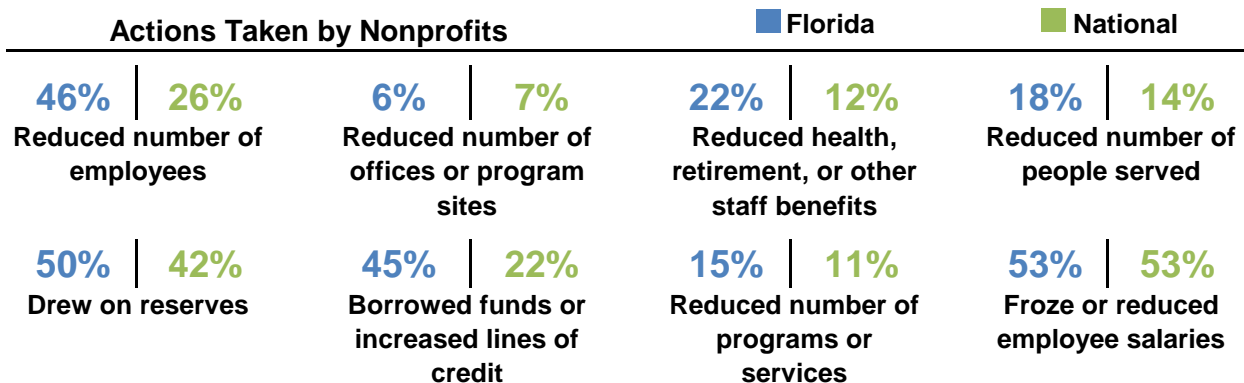 Actions Taken by Nonprofits
Florida
National
46% 26%
Reduced number of
employees
6% 7%
Reduced number of
offices or program
sites
22% 12%
Reduced health,
retirement, or other
staff benefits
18% 14%
Reduced number of
people served
50% 42%
Drew on reserves
45% 22%
Borrowed funds or
increased lines of
credit
15% 11%
Reduced number of
programs or
services
53% 53%
Froze or reduced
employee salaries